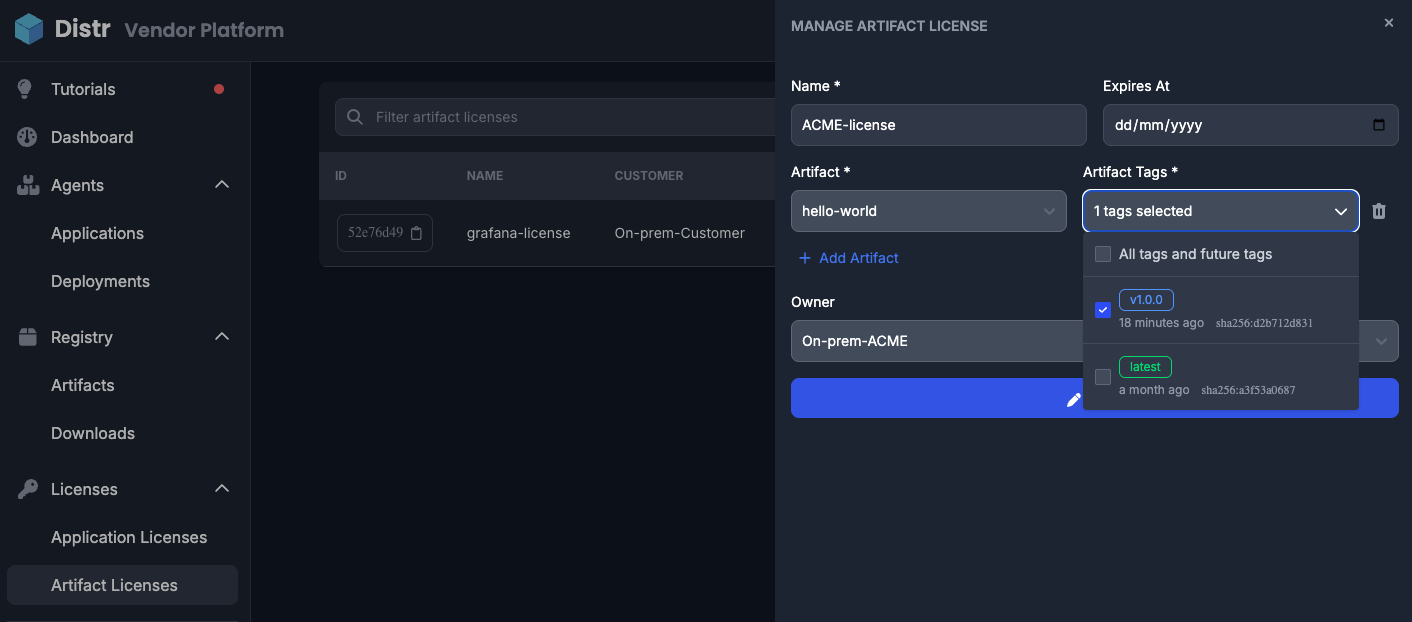 Distr Vendor Platform
Tutorials
Dashboard
Agents
Applications
Deployments
Registry
Artifacts
Downloads
Licenses
Application Licenses
Artifact Licenses
Filter artifact licenses
ID NAME CUSTOMER
52e76d49 grafana-license On-prem-Customer
MANAGE ARTIFACT LICENSE
Name * Expires At
ACME-license dd/mm/yyyy
Artifact * Artifact Tags *
hello-world 1 tags selected
+ Add Artifact
All tags and future tags
v1.0.0
18 minutes ago sha256:d2b712d831
latest
a month ago sha256:a3f53a0687
Owner
On-prem-ACME